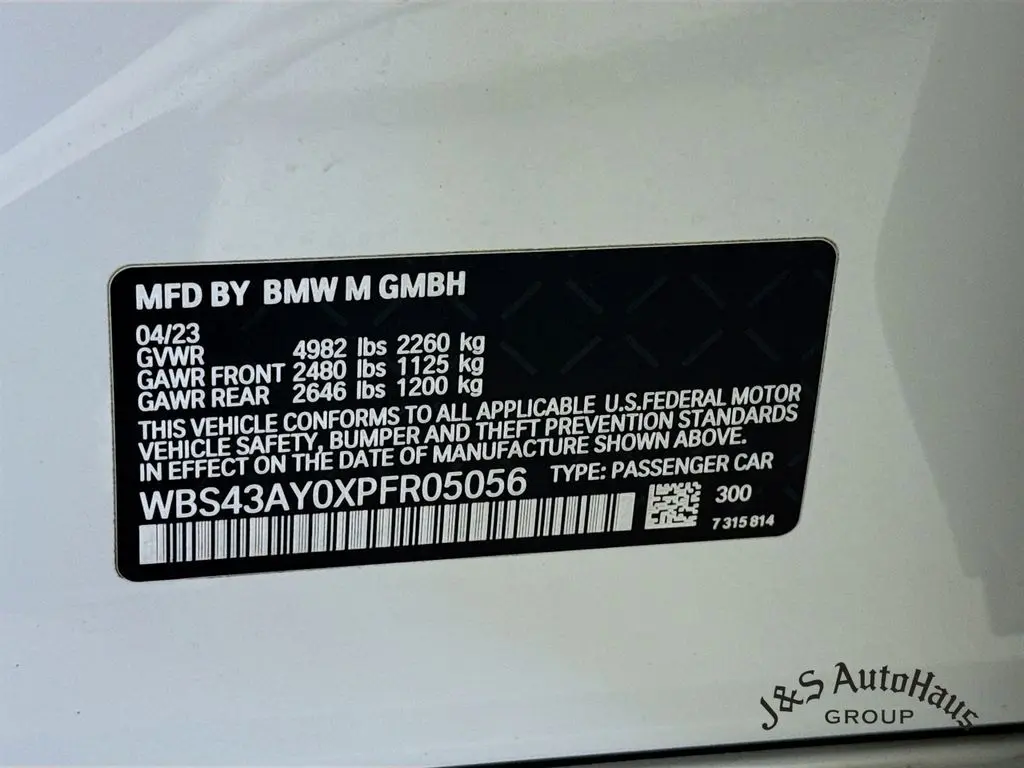 MFD BY BMW M GMBH
04/23
GVWR 4982 lbs 2260 kg
GAWR FRONT 2480 lbs 1125 kg
GAWR REAR 2646 lbs 1200 kg
THIS VEHICLE CONFORMS TO ALL APPLICABLE U.S.FEDERAL MOTOR
VEHICLE SAFETY, BUMPER AND THEFT PREVENTION STANDARDS
IN EFFECT ON THE DATE OF MANUFACTURE SHOWN ABOVE.
WBS43AY0XPFR05056 TYPE: PASSENGER CAR
300
7 315 814
J&S AutoHaus
GROUP